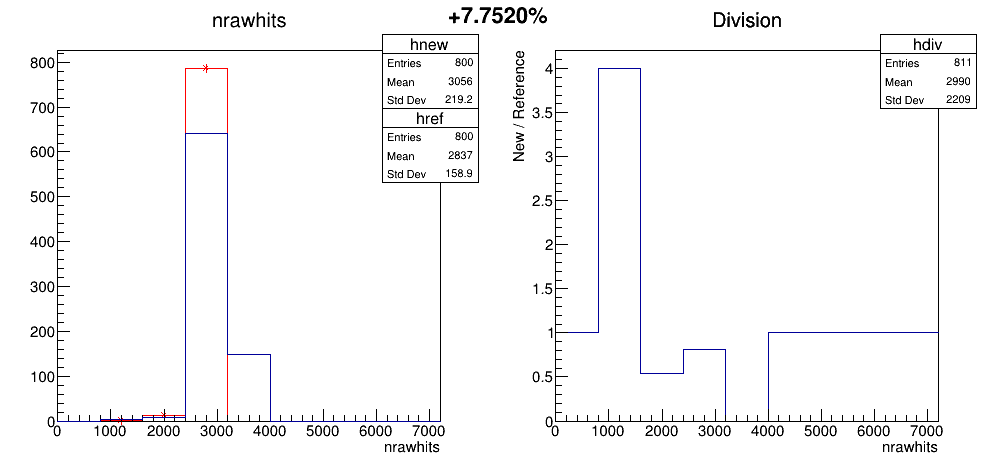 +7.7520%
nrawhits
hnew
Entries 800
Mean 3056
Std Dev 219.2
href
Entries 800
Mean 2837
Std Dev 158.9
800
700
600
500
400
300
200
100
0
0 1000 2000 3000 4000 5000 6000 7000
nrawhits
Division
hdiv
Entries 811
Mean 2990
Std Dev 2209
New / Reference
4
3.5
3
2.5
2
1.5
1
0.5
0
0 1000 2000 3000 4000 5000 6000 7000
nrawhits